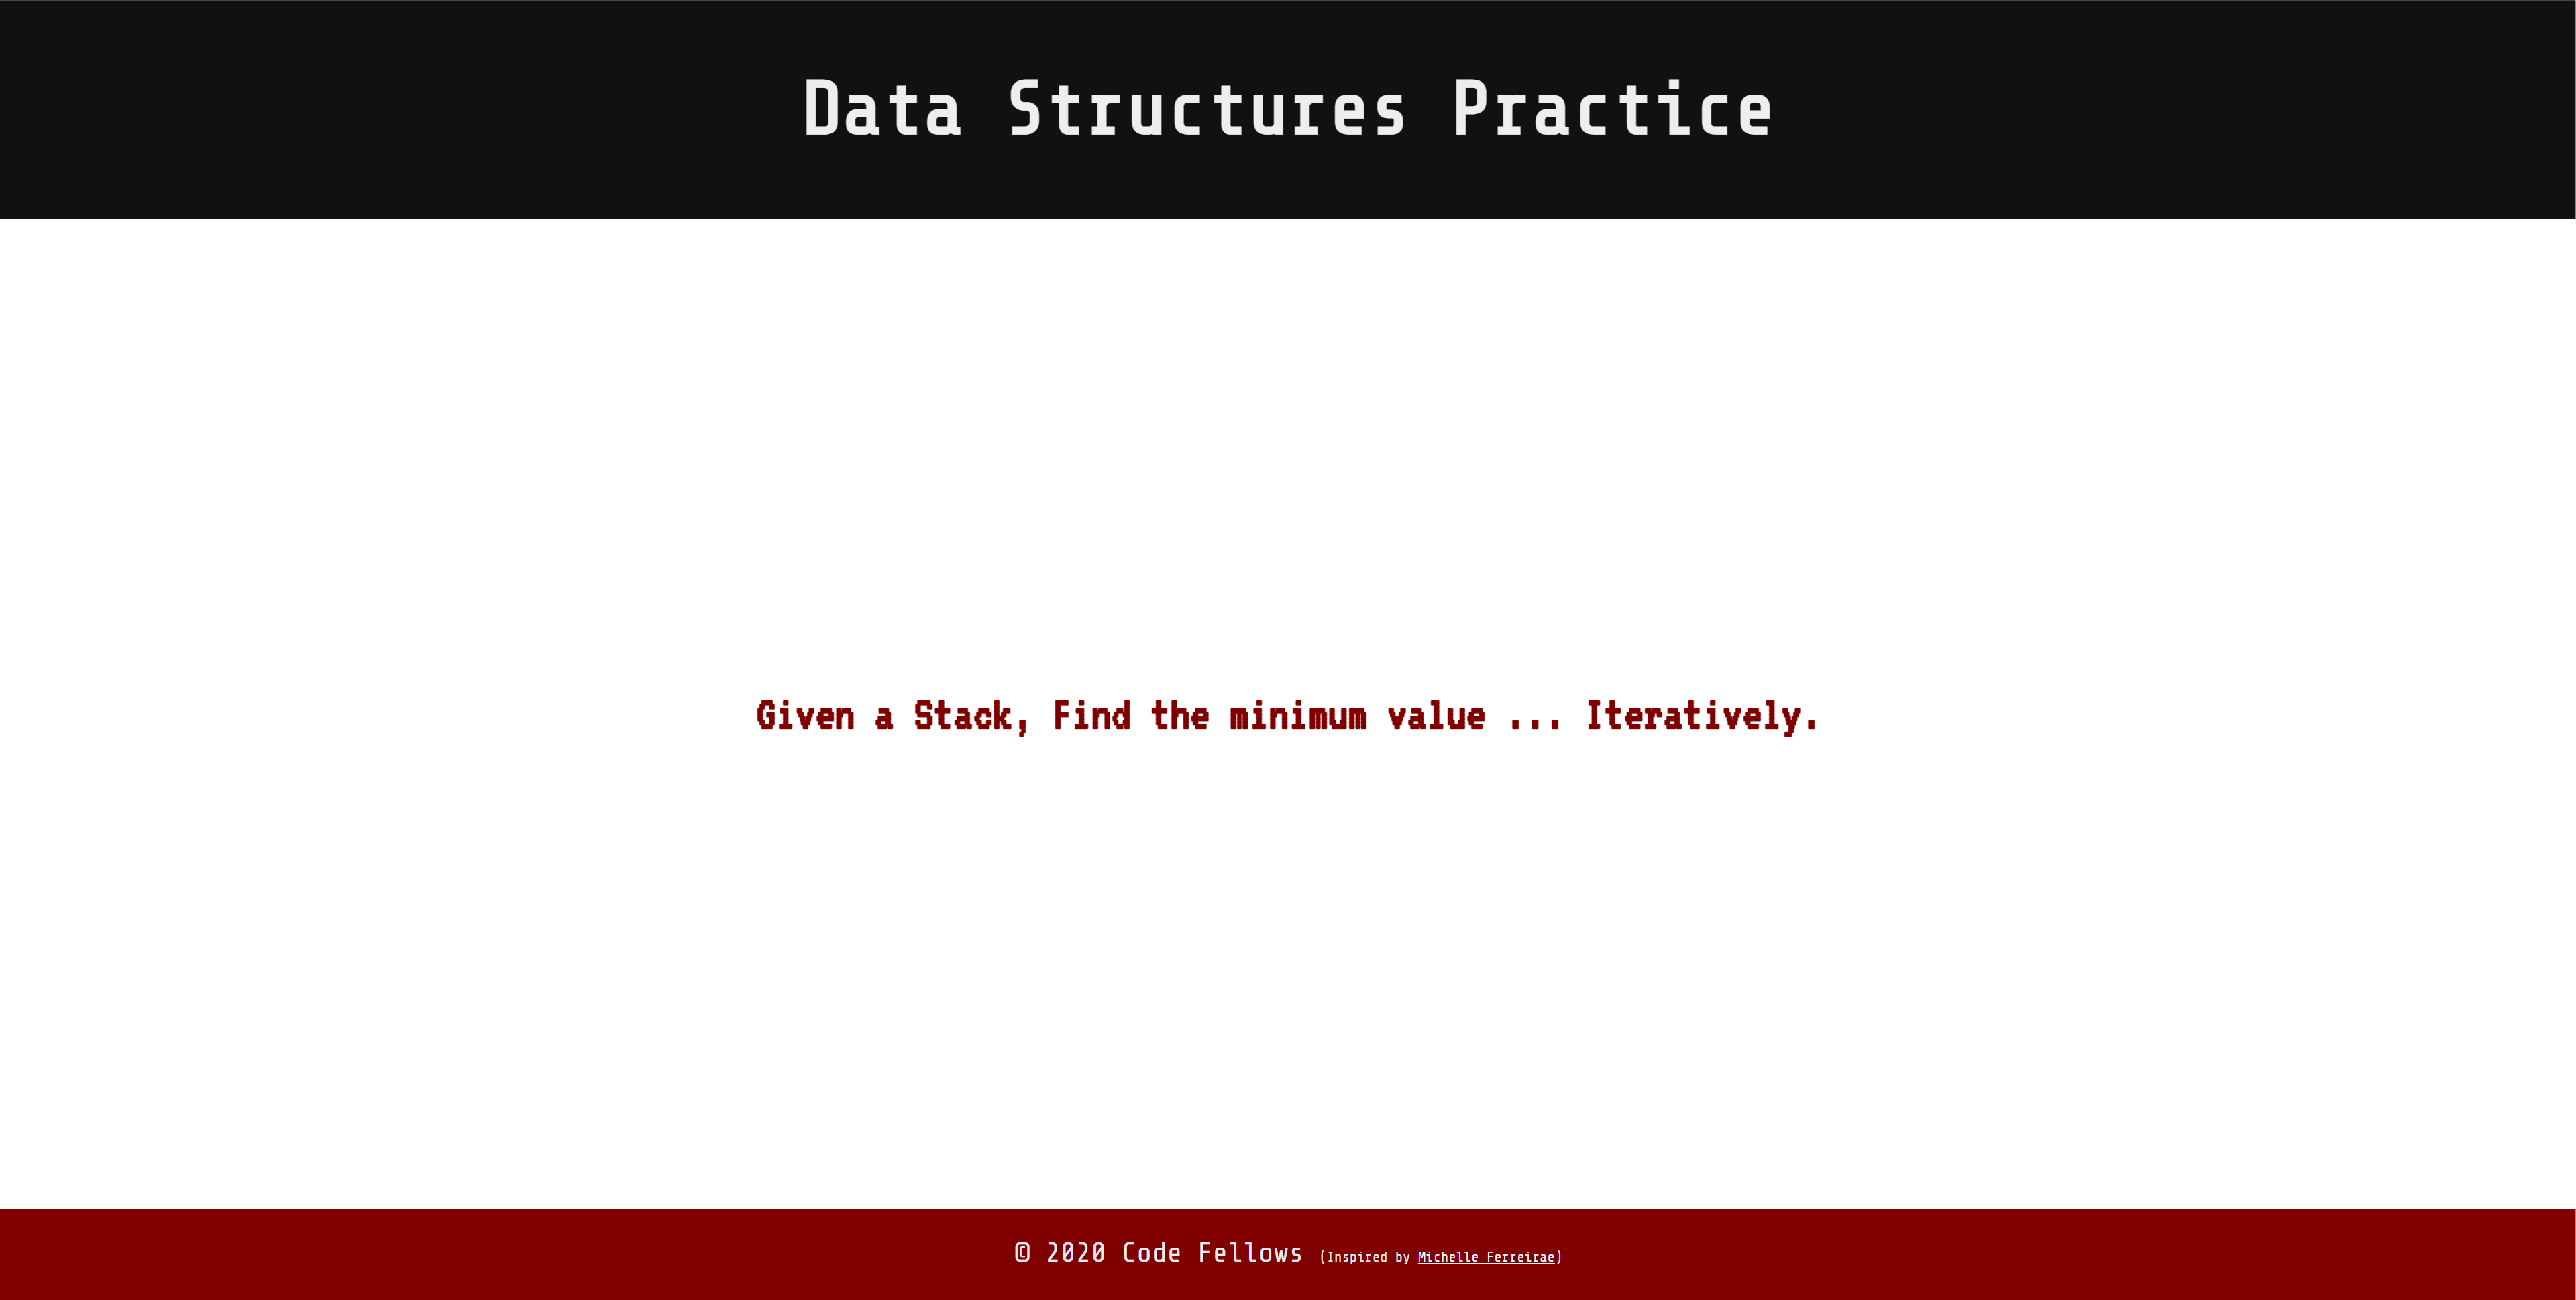 Data Structures Practice
Given a Stack, Find the minimum value ... Iteratively.
© 2020 Code Fellows (Inspired by Michelle Ferreirae)